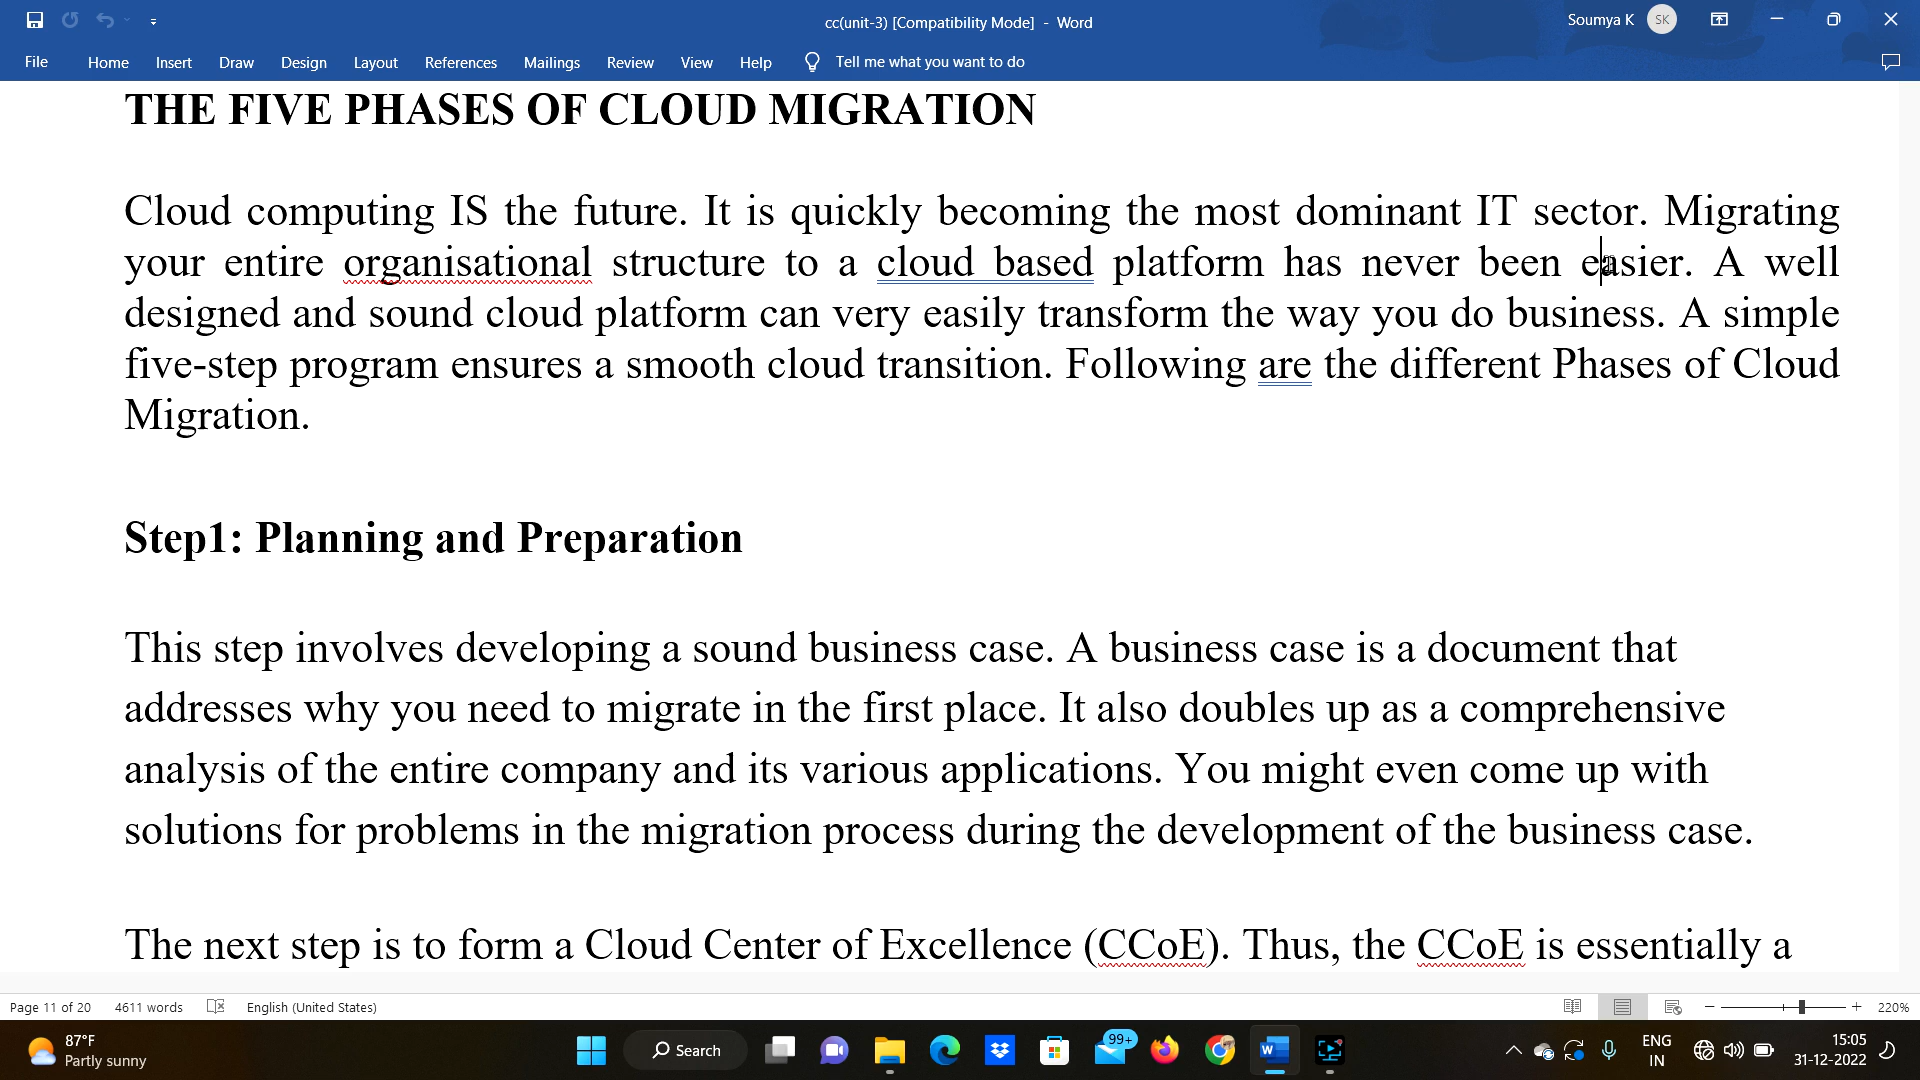 cc(unit-3) [Compatibility Mode] - Word
Soumya K
SK
File Home Insert Draw Design Layout References Mailings Review View Help Tell me what you want to do
THE FIVE PHASES OF CLOUD MIGRATION
Cloud computing IS the future. It is quickly becoming the most dominant IT sector. Migrating
your entire organisational structure to a cloud based platform has never been easier. A well
designed and sound cloud platform can very easily transform the way you do business. A simple
five-step program ensures a smooth cloud transition. Following are the different Phases of Cloud
Migration.
Step1: Planning and Preparation
This step involves developing a sound business case. A business case is a document that
addresses why you need to migrate in the first place. It also doubles up as a comprehensive
analysis of the entire company and its various applications. You might even come up with
solutions for problems in the migration process during the development of the business case.
The next step is to form a Cloud Center of Excellence (CCoE). Thus, the CCoE is essentially a
Page 11 of 20 4611 words English (United States) 220%
87°F
Partly sunny
Search
99+
ENG
IN
15:05
31-12-2022